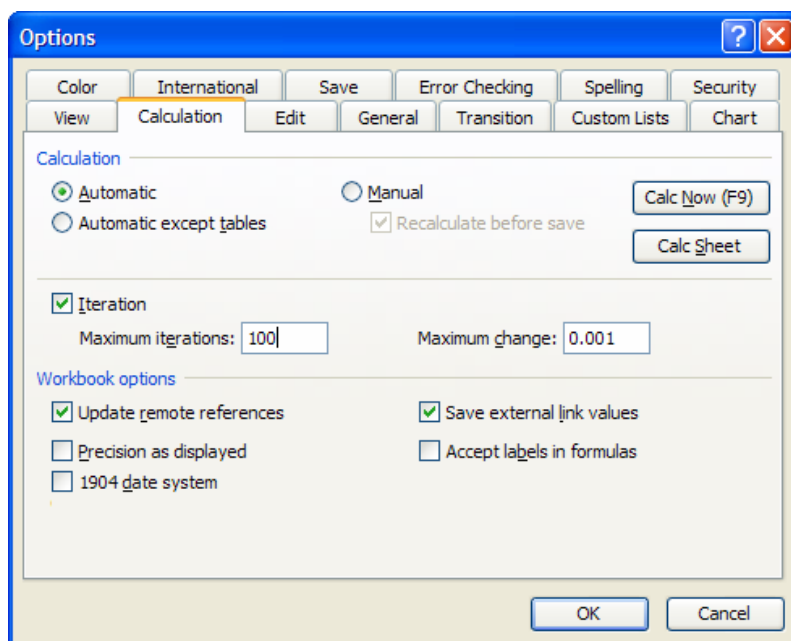 Options
Color International Save Error Checking Spelling Security
View Calculation Edit General Transition Custom Lists Chart
Calculation
Automatic Manual Calc Now (F9)
Automatic except tables Recalculate before save
Calc Sheet
Iteration
Maximum iterations: 100 Maximum change: 0.001
Workbook options
Update remote references Save external link values
Precision as displayed Accept labels in formulas
1904 date system
OK Cancel